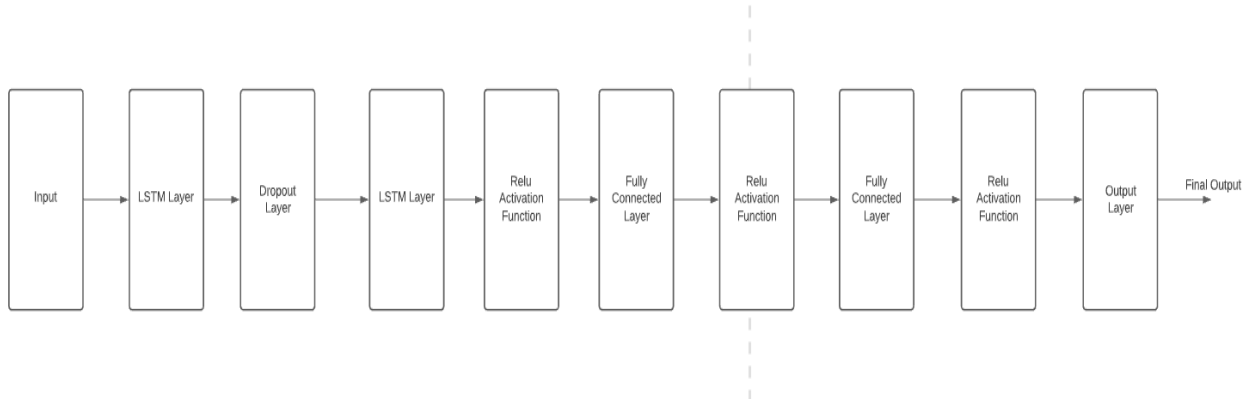 Input
LSTM Layer
Dropout
Layer
LSTM Layer
Relu
Activation
Function
Fully
Connected
Layer
Relu
Activation
Function
Fully
Connected
Layer
Relu
Activation
Function
Output
Layer
Final Output